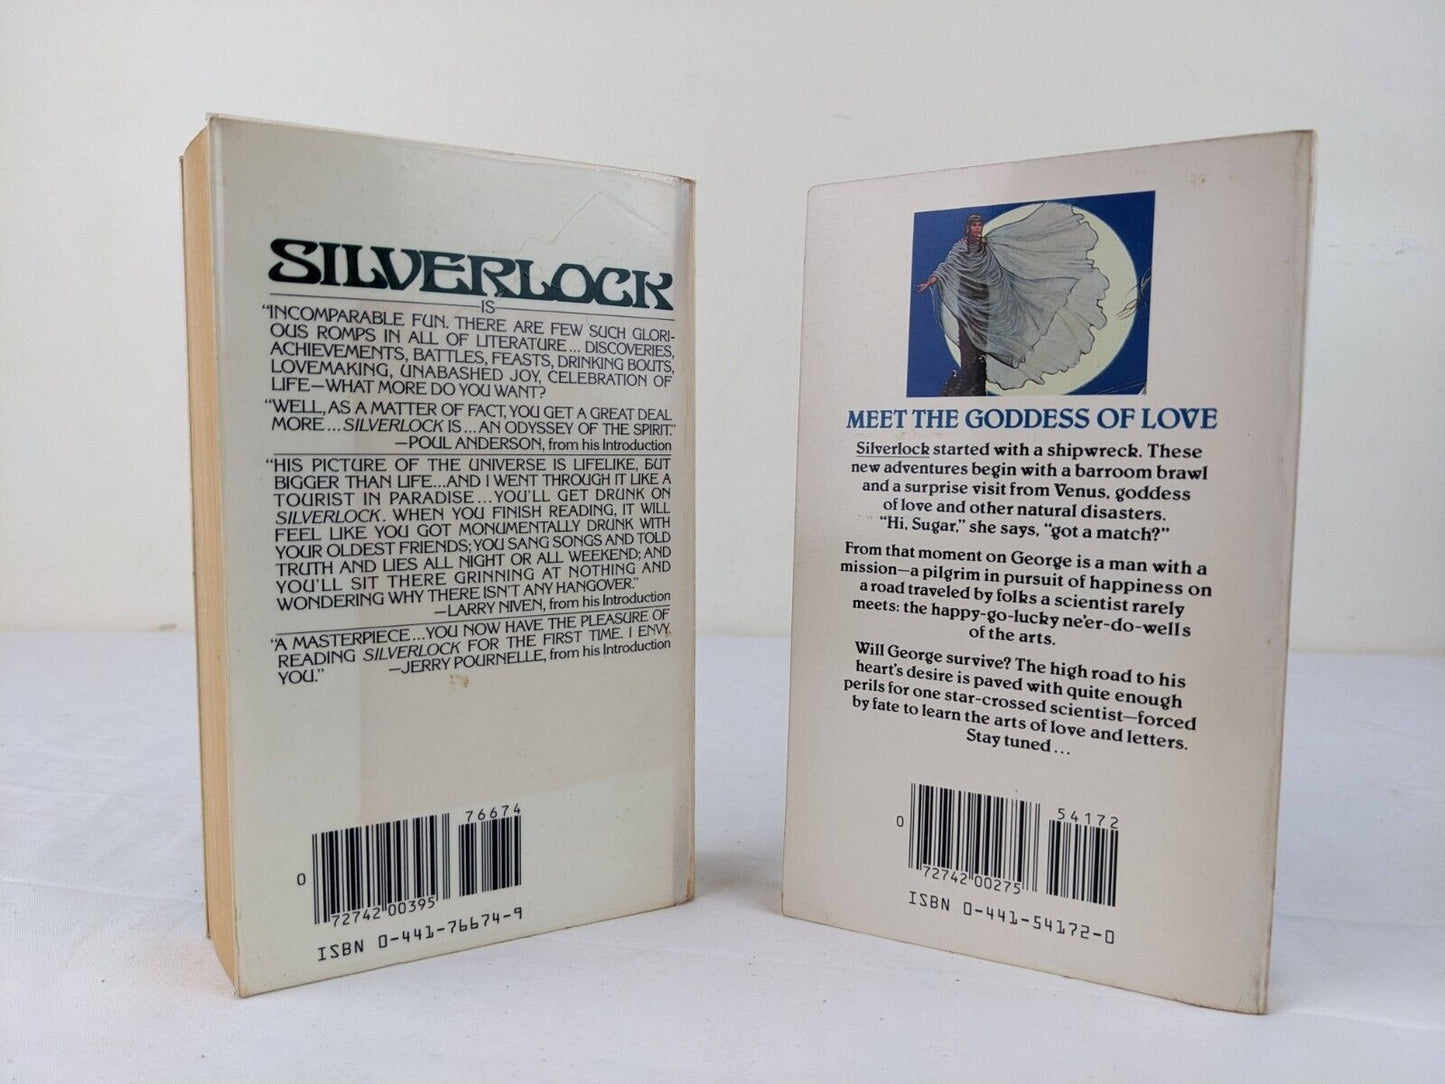 SILVERLOCK
IS
“INCOMPARABLE FUN. THERE ARE FEW SUCH GLORI-
OUS ROMPS IN ALL OF LITERATURE... DISCOVERIES,
ACHIEVEMENTS, BATTLES, FEASTS, DRINKING BOUTS,
LOVEMAKING, UNABASHED JOY, CELEBRATION OF
LIFE—WHAT MORE DO YOU WANT?
“WELL, AS A MATTER OF FACT, YOU GET A GREAT DEAL
MORE... SILVERLOCK IS... AN ODYSSEY OF THE SPIRIT.”
—POUL ANDERSON, from his Introduction
“HIS PICTURE OF THE UNIVERSE IS LIFELIKE, BUT
BIGGER THAN LIFE...AND I WENT THROUGH IT LIKE A
TOURIST IN PARADISE... YOU'LL GET DRUNK ON
SILVERLOCK. WHEN YOU FINISH READING, IT WILL
FEEL LIKE YOU GOT MONUMENTALLY DRUNK WITH
YOUR OLDEST FRIENDS; YOU SANG SONGS AND TOLD
TRUTH AND LIES ALL NIGHT OR ALL WEEKEND; AND
YOU'LL SIT THERE GRINNING AT NOTHING AND
WONDERING WHY THERE ISN'T ANY HANGOVER.”
—LARRY NIVEN, from his Introduction
“A MASTERPIECE...YOU NOW HAVE THE PLEASURE OF
READING SILVERLOCK FOR THE FIRST TIME. I ENVY
YOU.”
—JERRY POURNELLE, from his Introduction
76674
0
72742 00395
ISBN 0-441-76674-9
MEET THE GODDESS OF LOVE
Silverlock started with a shipwreck. These
new adventures begin with a barroom brawl
and a surprise visit from Venus, goddess
of love and other natural disasters.
“Hi, Sugar,” she says, “got a match?”
From that moment on George is a man with a
mission—a pilgrim in pursuit of happiness on
a road traveled by folks a scientist rarely
meets: the happy-go-lucky ne'er-do-wells
of the arts.
Will George survive? The high road to his
heart's desire is paved with quite enough
perils for one star-crossed scientist—forced
by fate to learn the arts of love and letters.
Stay tuned...
54172
0
72742 00275
ISBN 0-441-54172-0